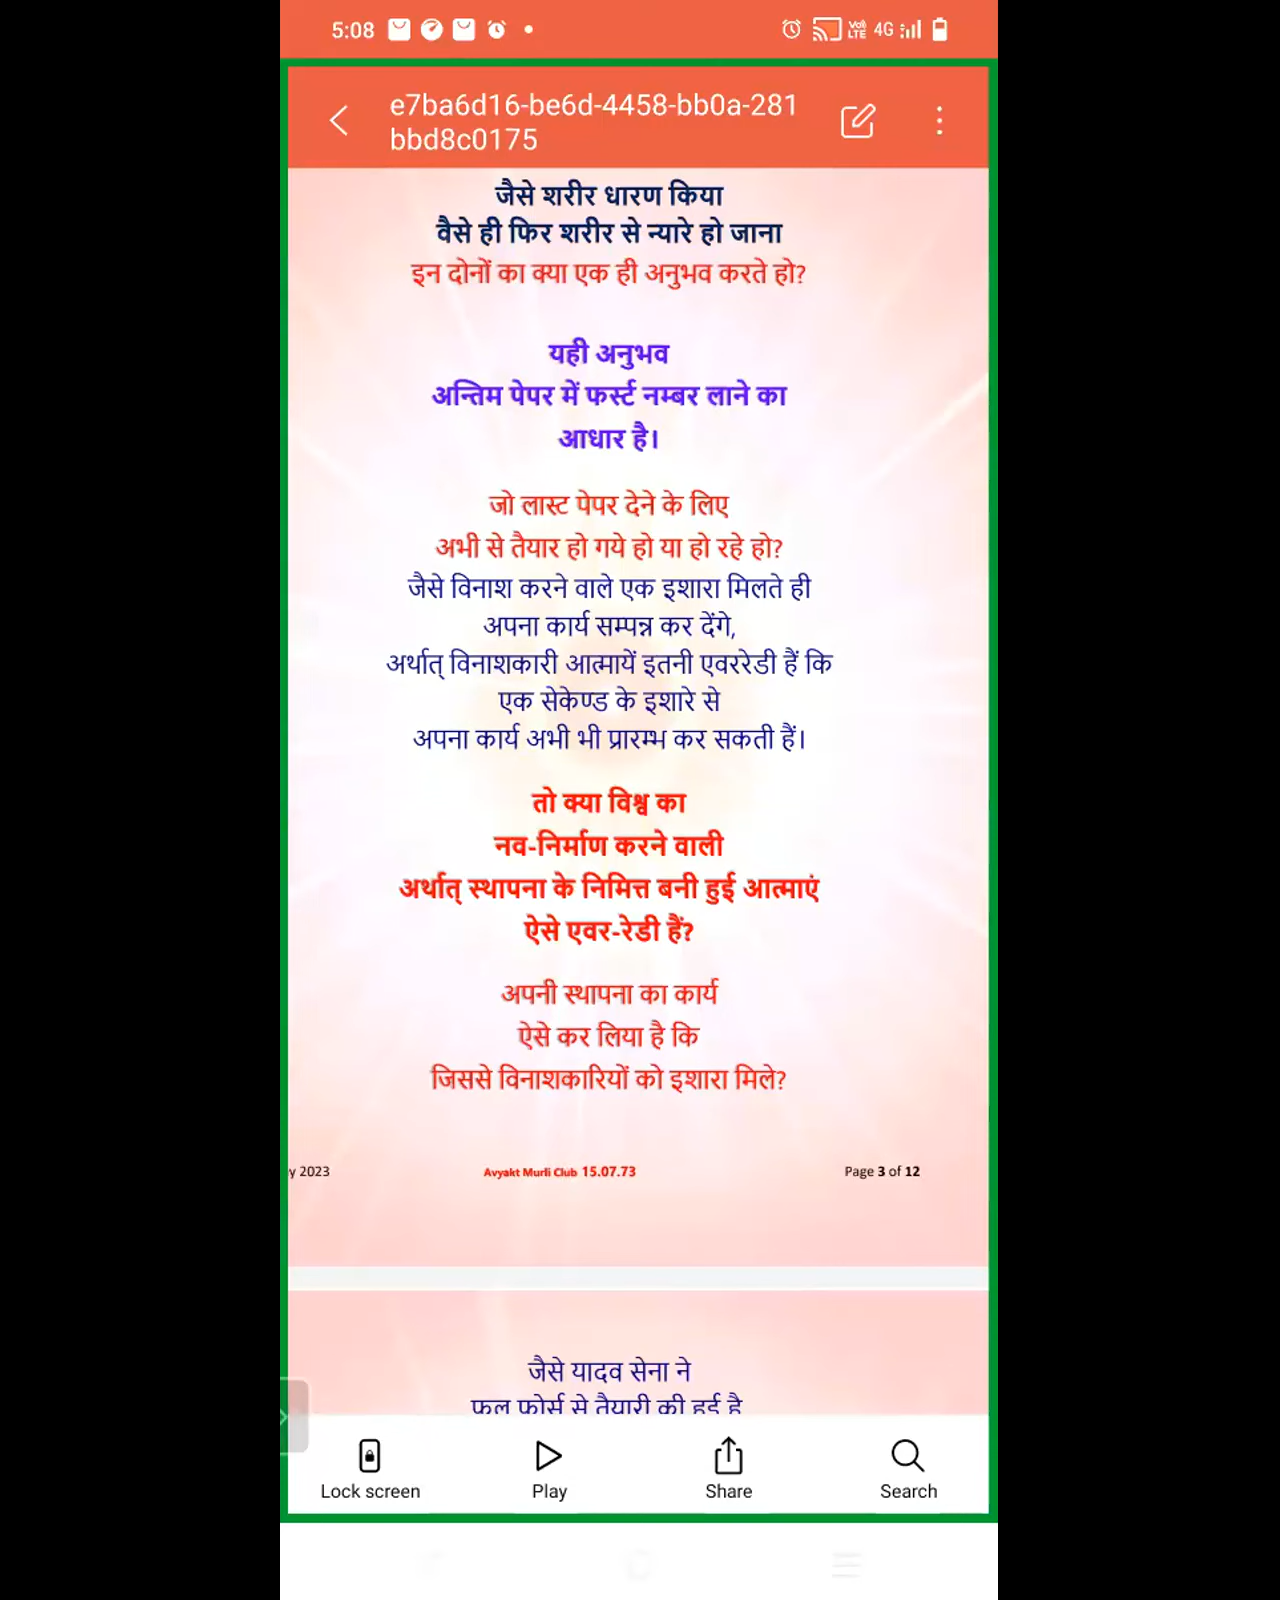 5:08
4G
e7ba6d16-be6d-4458-bb0a-281
bbd8c0175
जैसे शरीर धारण किया
वैसे ही फिर शरीर से न्यारे हो जाना
इन दोनों का क्या एक ही अनुभव करते हो?
यही अनुभव
अन्तिम पेपर में फर्स्ट नम्बर लाने का
आधार है।
जो लास्ट पेपर देने के लिए
अभी से तैयार हो गये हो या हो रहे हो?
जैसे विनाश करने वाले एक इशारा मिलते ही
अपना कार्य सम्पन्न कर देंगे,
अर्थात् विनाशकारी आत्मायें इतनी एवररेडी हैं कि
एक सेकेण्ड के इशारे से
अपना कार्य अभी भी प्रारम्भ कर सकती हैं।
तो क्या विश्व का
नव-निर्माण करने वाली
अर्थात् स्थापना के निमित्त बनी हुई आत्माएं
ऐसे एवर-रेडी हैं?
अपनी स्थापना का कार्य
ऐसे कर लिया है कि
जिससे विनाशकारियों को इशारा मिले?
y 2023 Avyakt Murli Club 15.07.73 Page 3 of 12
जैसे यादव सेना ने
फुल फोर्स से तैयारी की हुई है
Lock screen Play Share Search